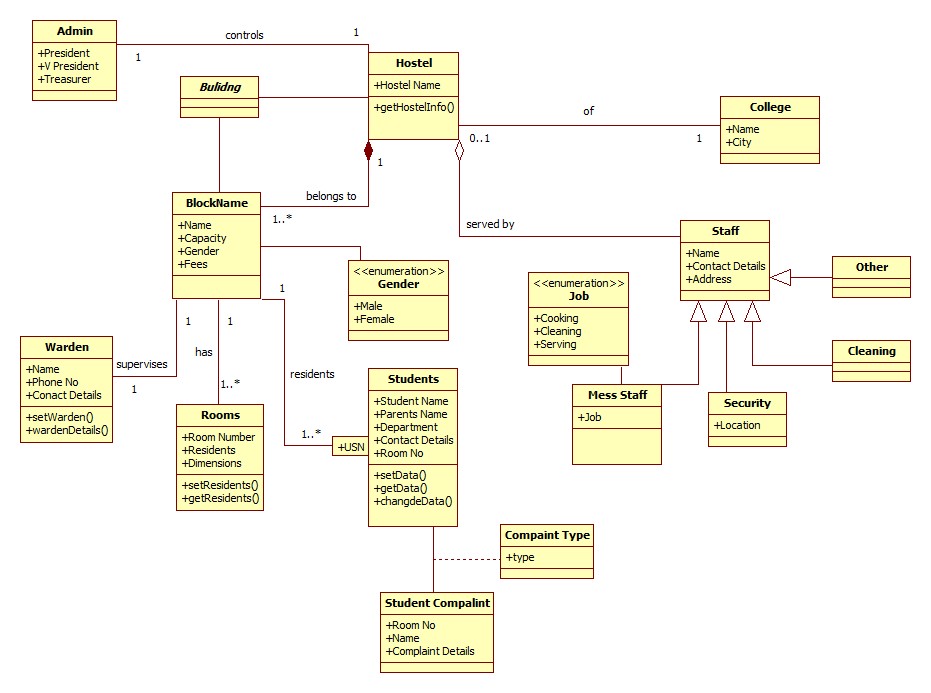 Admin
+President
+V President
+Treasurer
controls
1
1
Hostel
+Hostel Name
+getHostelInfo()
Bulidng
College
+Name
+City
of
0..1
1
1
belongs to
1..*
BlockName
+Name
+Capacity
+Gender
+Fees
served by
Staff
+Name
+Contact Details
+Address
Other
<<enumeration>>
Gender
+Male
+Female
<<enumeration>>
Job
+Cooking
+Cleaning
+Serving
Cleaning
1
1
1
Warden
+Name
+Phone No
+Conact Details
+setWarden()
+wardenDetails()
supervises
1
has
1..*
residents
1..*
Rooms
+Room Number
+Residents
+Dimensions
+setResidents()
+getResidents()
+USN
Students
+Student Name
+Parents Name
+Department
+Contact Details
+Room No
+setData()
+getData()
+changdeData()
Mess Staff
+Job
Security
+Location
Compaint Type
+type
Student Compalint
+Room No
+Name
+Complaint Details